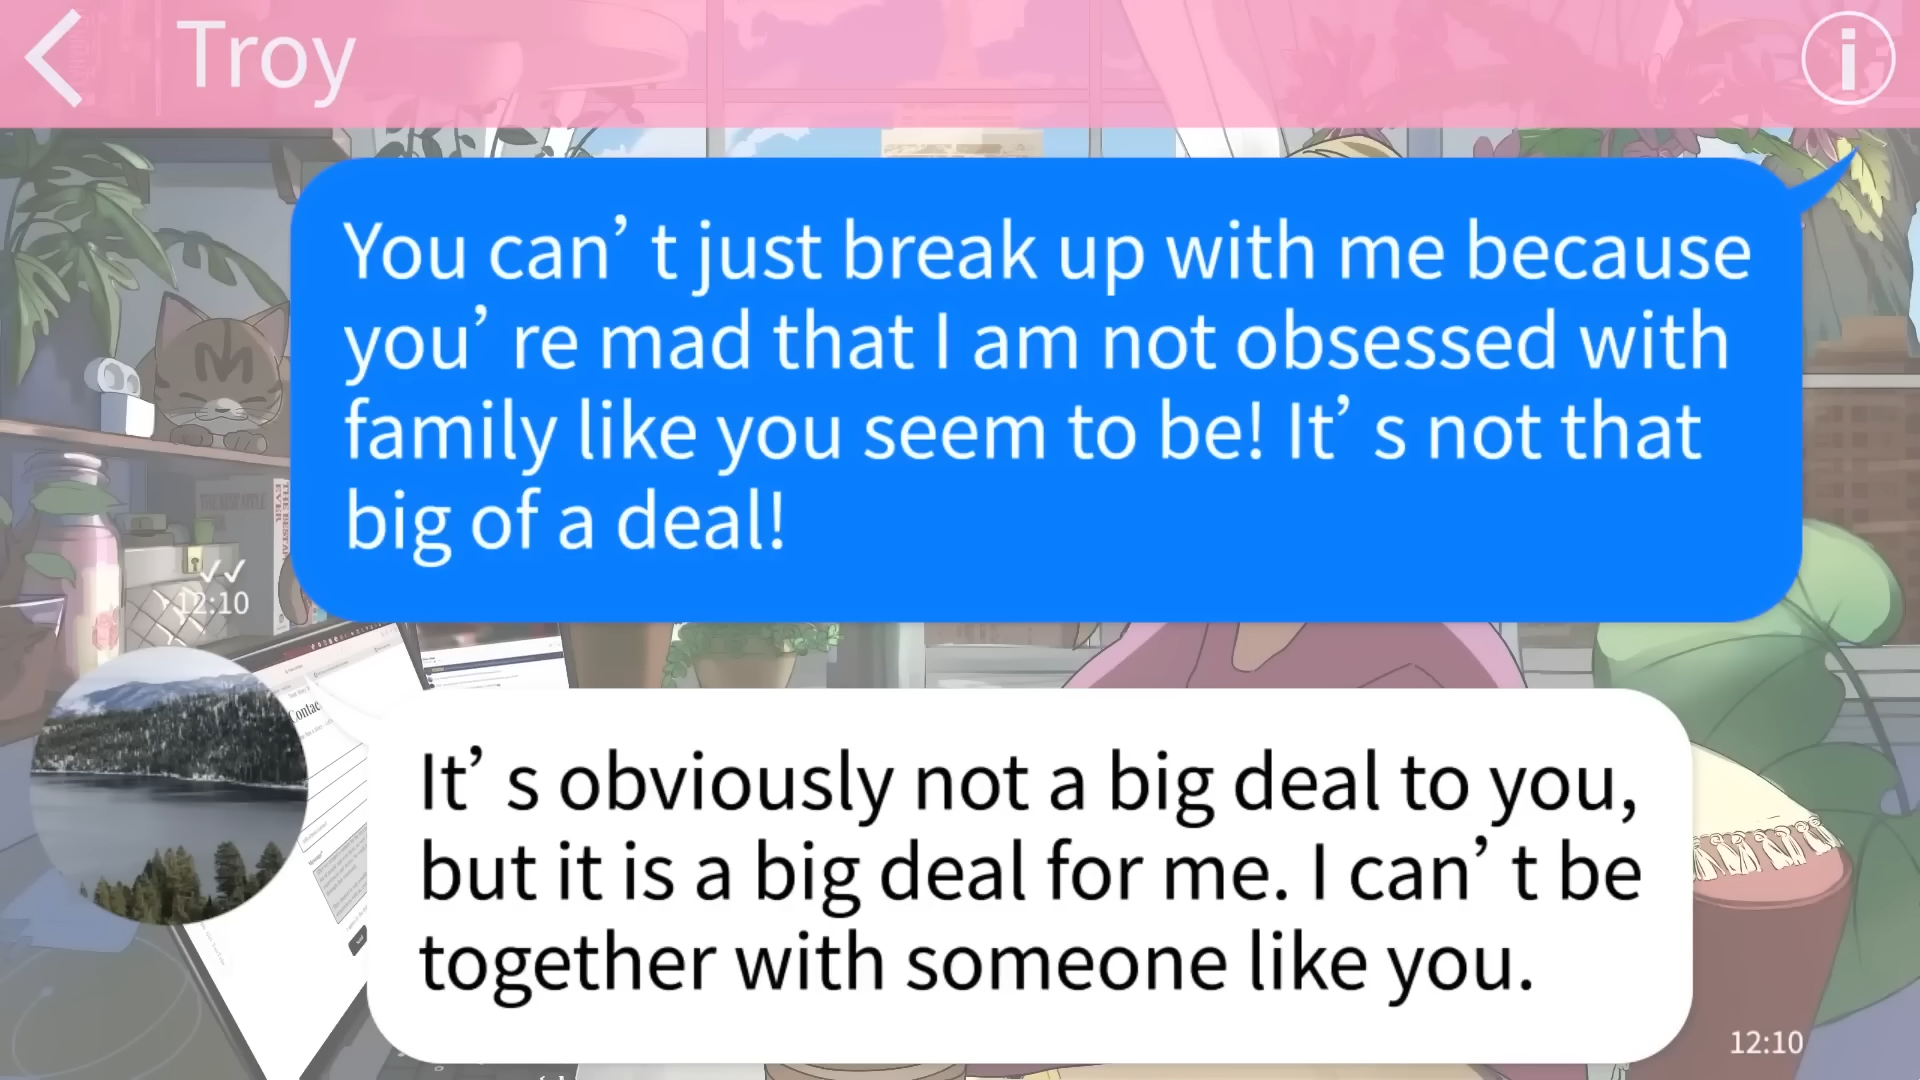 Troy
You can’t just break up with me because
you’re mad that I am not obsessed with
family like you seem to be! It’s not that
big of a deal!
12:10
It’s obviously not a big deal to you,
but it is a big deal for me. I can’t be
together with someone like you.
12:10